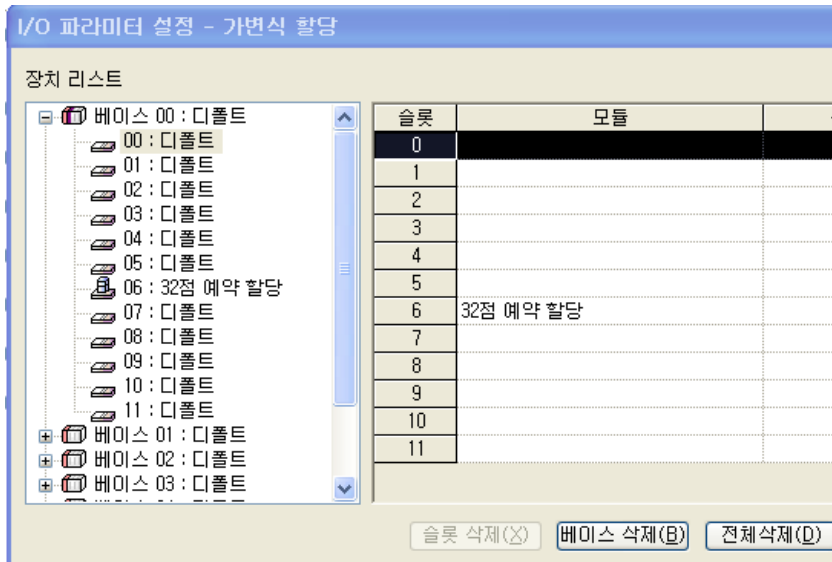 I/O 파라미터 설정 - 가변식 할당
장치 리스트
베이스 00 : 디폴트
00 : 디폴트
01 : 디폴트
02 : 디폴트
03 : 디폴트
04 : 디폴트
05 : 디폴트
06 : 32점 예약 할당
07 : 디폴트
08 : 디폴트
09 : 디폴트
10 : 디폴트
11 : 디폴트
베이스 01 : 디폴트
베이스 02 : 디폴트
베이스 03 : 디폴트
슬롯 모듈
0
1
2
3
4
5
6 32점 예약 할당
7
8
9
10
11
슬롯 삭제(X) 베이스 삭제(B) 전체삭제(D)